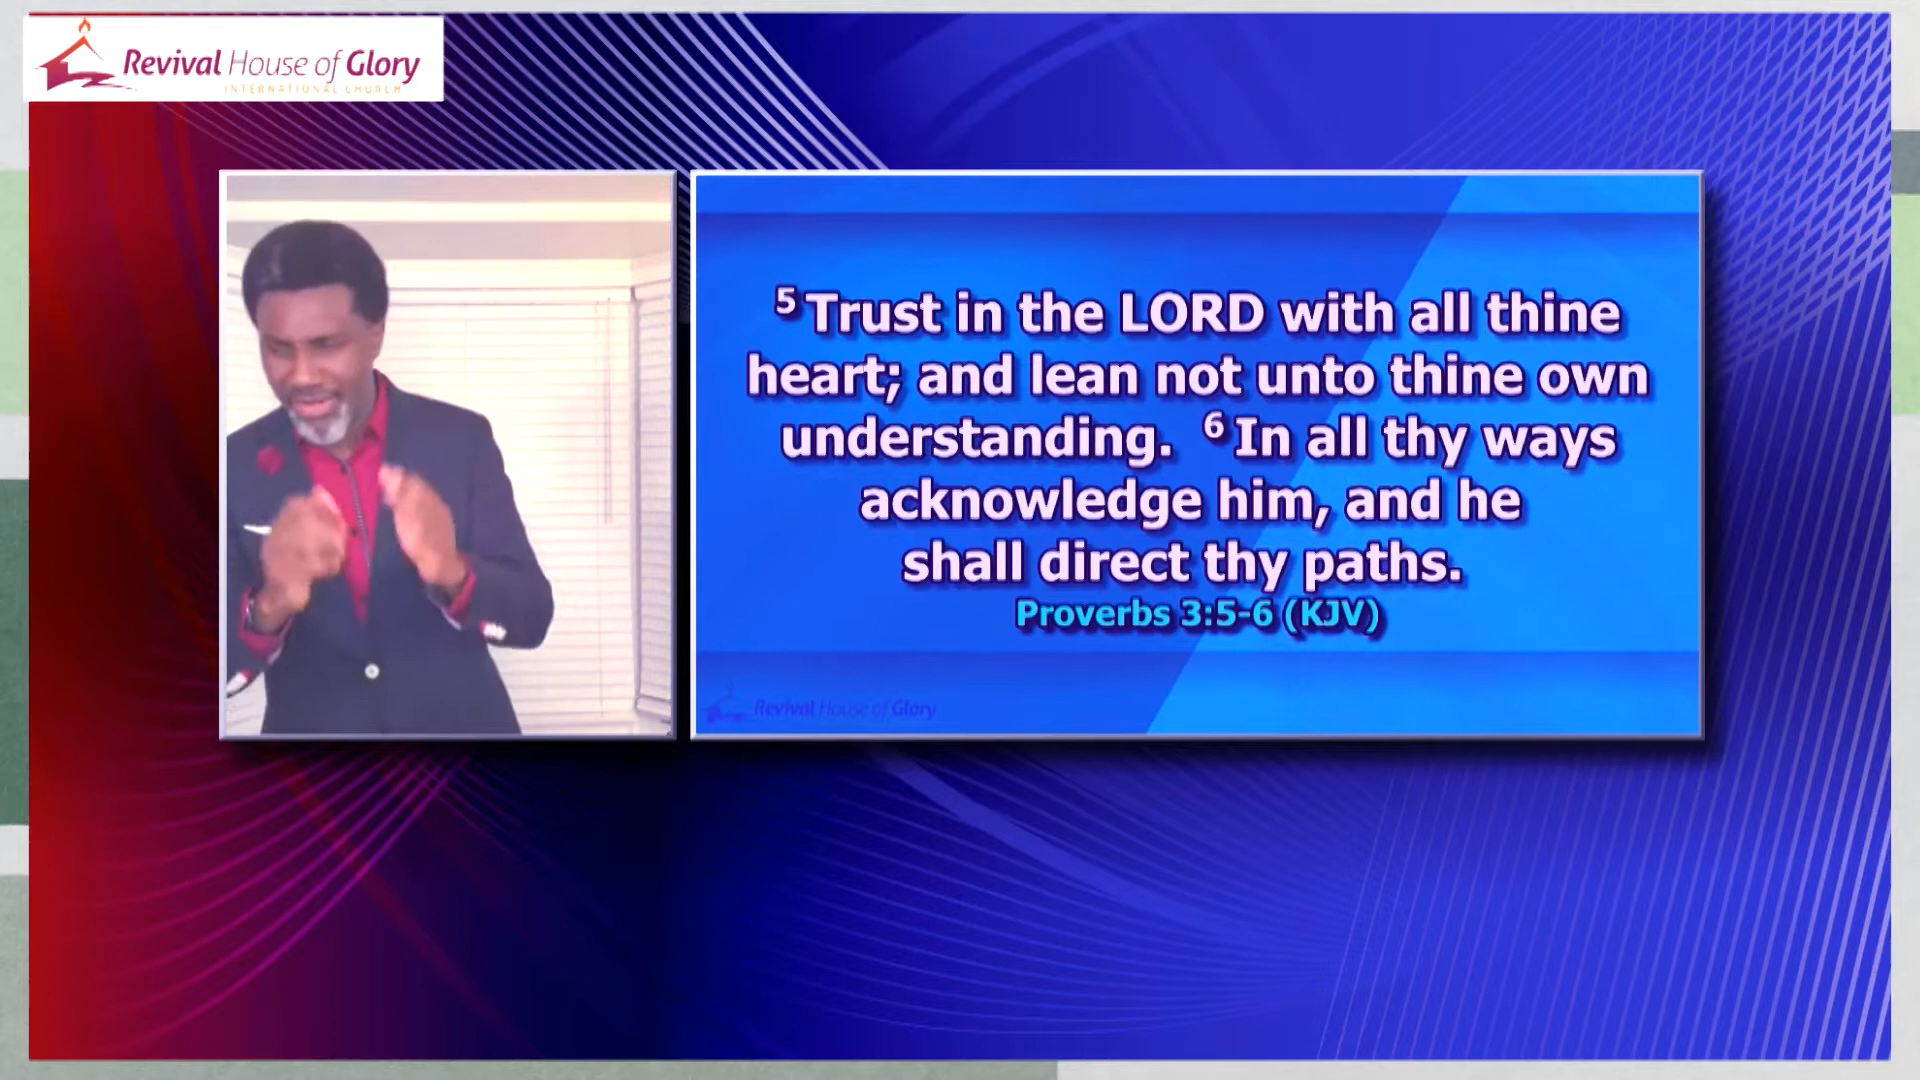 Revival House of Glory
INTERNATIONAL CHURCH
5 Trust in the LORD with all thine
heart; and lean not unto thine own
understanding. 6 In all thy ways
acknowledge him, and he
shall direct thy paths.
Proverbs 3:5-6 (KJV)
Revival House of Glory